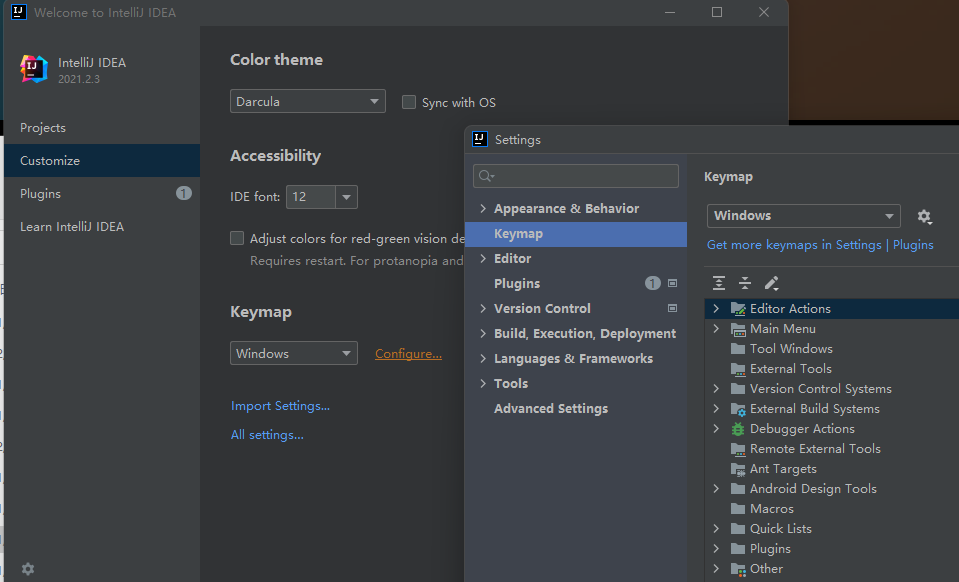 Welcome to IntelliJ IDEA
IntelliJ IDEA
2021.2.3
Projects
Customize
Plugins
1
Learn IntelliJ IDEA
Color theme
Darcula
Sync with OS
Accessibility
IDE font:
12
Adjust colors for red-green vision de
Requires restart. For protanopia and
Keymap
Windows
Configure...
Import Settings...
All settings...
Settings
Appearance & Behavior
Keymap
Editor
Plugins
1
Version Control
Build, Execution, Deployment
Languages & Frameworks
Tools
Advanced Settings
Keymap
Windows
Get more keymaps in Settings | Plugins
Editor Actions
Main Menu
Tool Windows
External Tools
Version Control Systems
External Build Systems
Debugger Actions
Remote External Tools
Ant Targets
Android Design Tools
Macros
Quick Lists
Plugins
Other